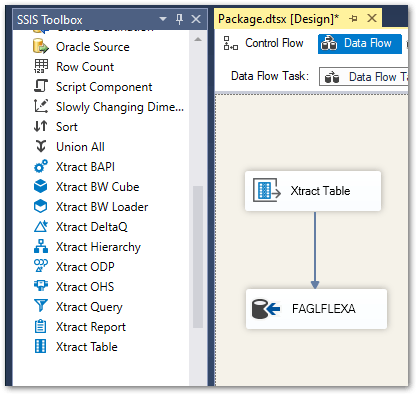 SSIS Toolbox
Package.dtsx [Design]*
Oracle Destination
Oracle Source
Row Count
Script Component
Slowly Changing Dime...
Sort
Union All
Xtract BAPI
Xtract BW Cube
Xtract BW Loader
Xtract DeltaQ
Xtract Hierarchy
Xtract ODP
Xtract OHS
Xtract Query
Xtract Report
Xtract Table
Control Flow
Data Flow
Data Flow Task:
Data Flow Ta
Xtract Table
FAGLFLEXA